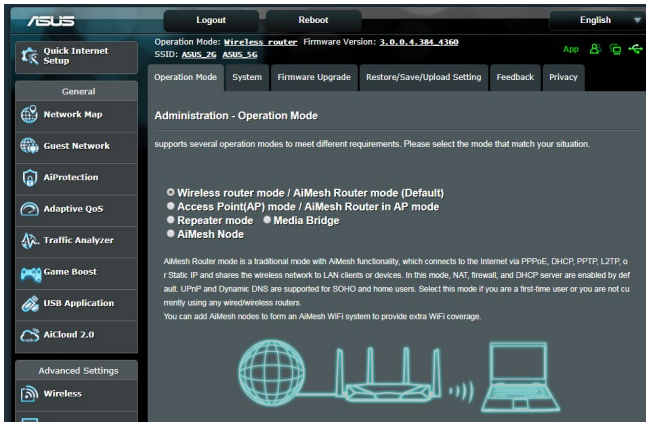 ASUS
Logout
Reboot
English
Quick Internet
Setup
Operation Mode: Wireless router Firmware Version: 3.0.0.4.384_4360
SSID: ASUS_2G ASUS_5G
App
Operation Mode
System
Firmware Upgrade
Restore/Save/Upload Setting
Feedback
Privacy
General
Network Map
Guest Network
AiProtection
Adaptive QoS
Traffic Analyzer
Game Boost
USB Application
AiCloud 2.0
Advanced Settings
Wireless
Administration - Operation Mode
supports several operation modes to meet different requirements. Please select the mode that match your situation.
Wireless router mode / AiMesh Router mode (Default)
Access Point(AP) mode / AiMesh Router in AP mode
Repeater mode Media Bridge
AiMesh Node
AiMesh Router mode is a traditional mode with AiMesh functionality, which connects to the Internet via PPPoE, DHCP, PPTP, L2TP, o
r Static IP and shares the wireless network to LAN clients or devices. In this mode, NAT, firewall, and DHCP server are enabled by def
ault. UPnP and Dynamic DNS are supported for SOHO and home users. Select this mode if you are a first-time user or you are not cu
rrently using any wired/wireless routers.
You can add AiMesh nodes to form an AiMesh WiFi system to provide extra WiFi coverage.